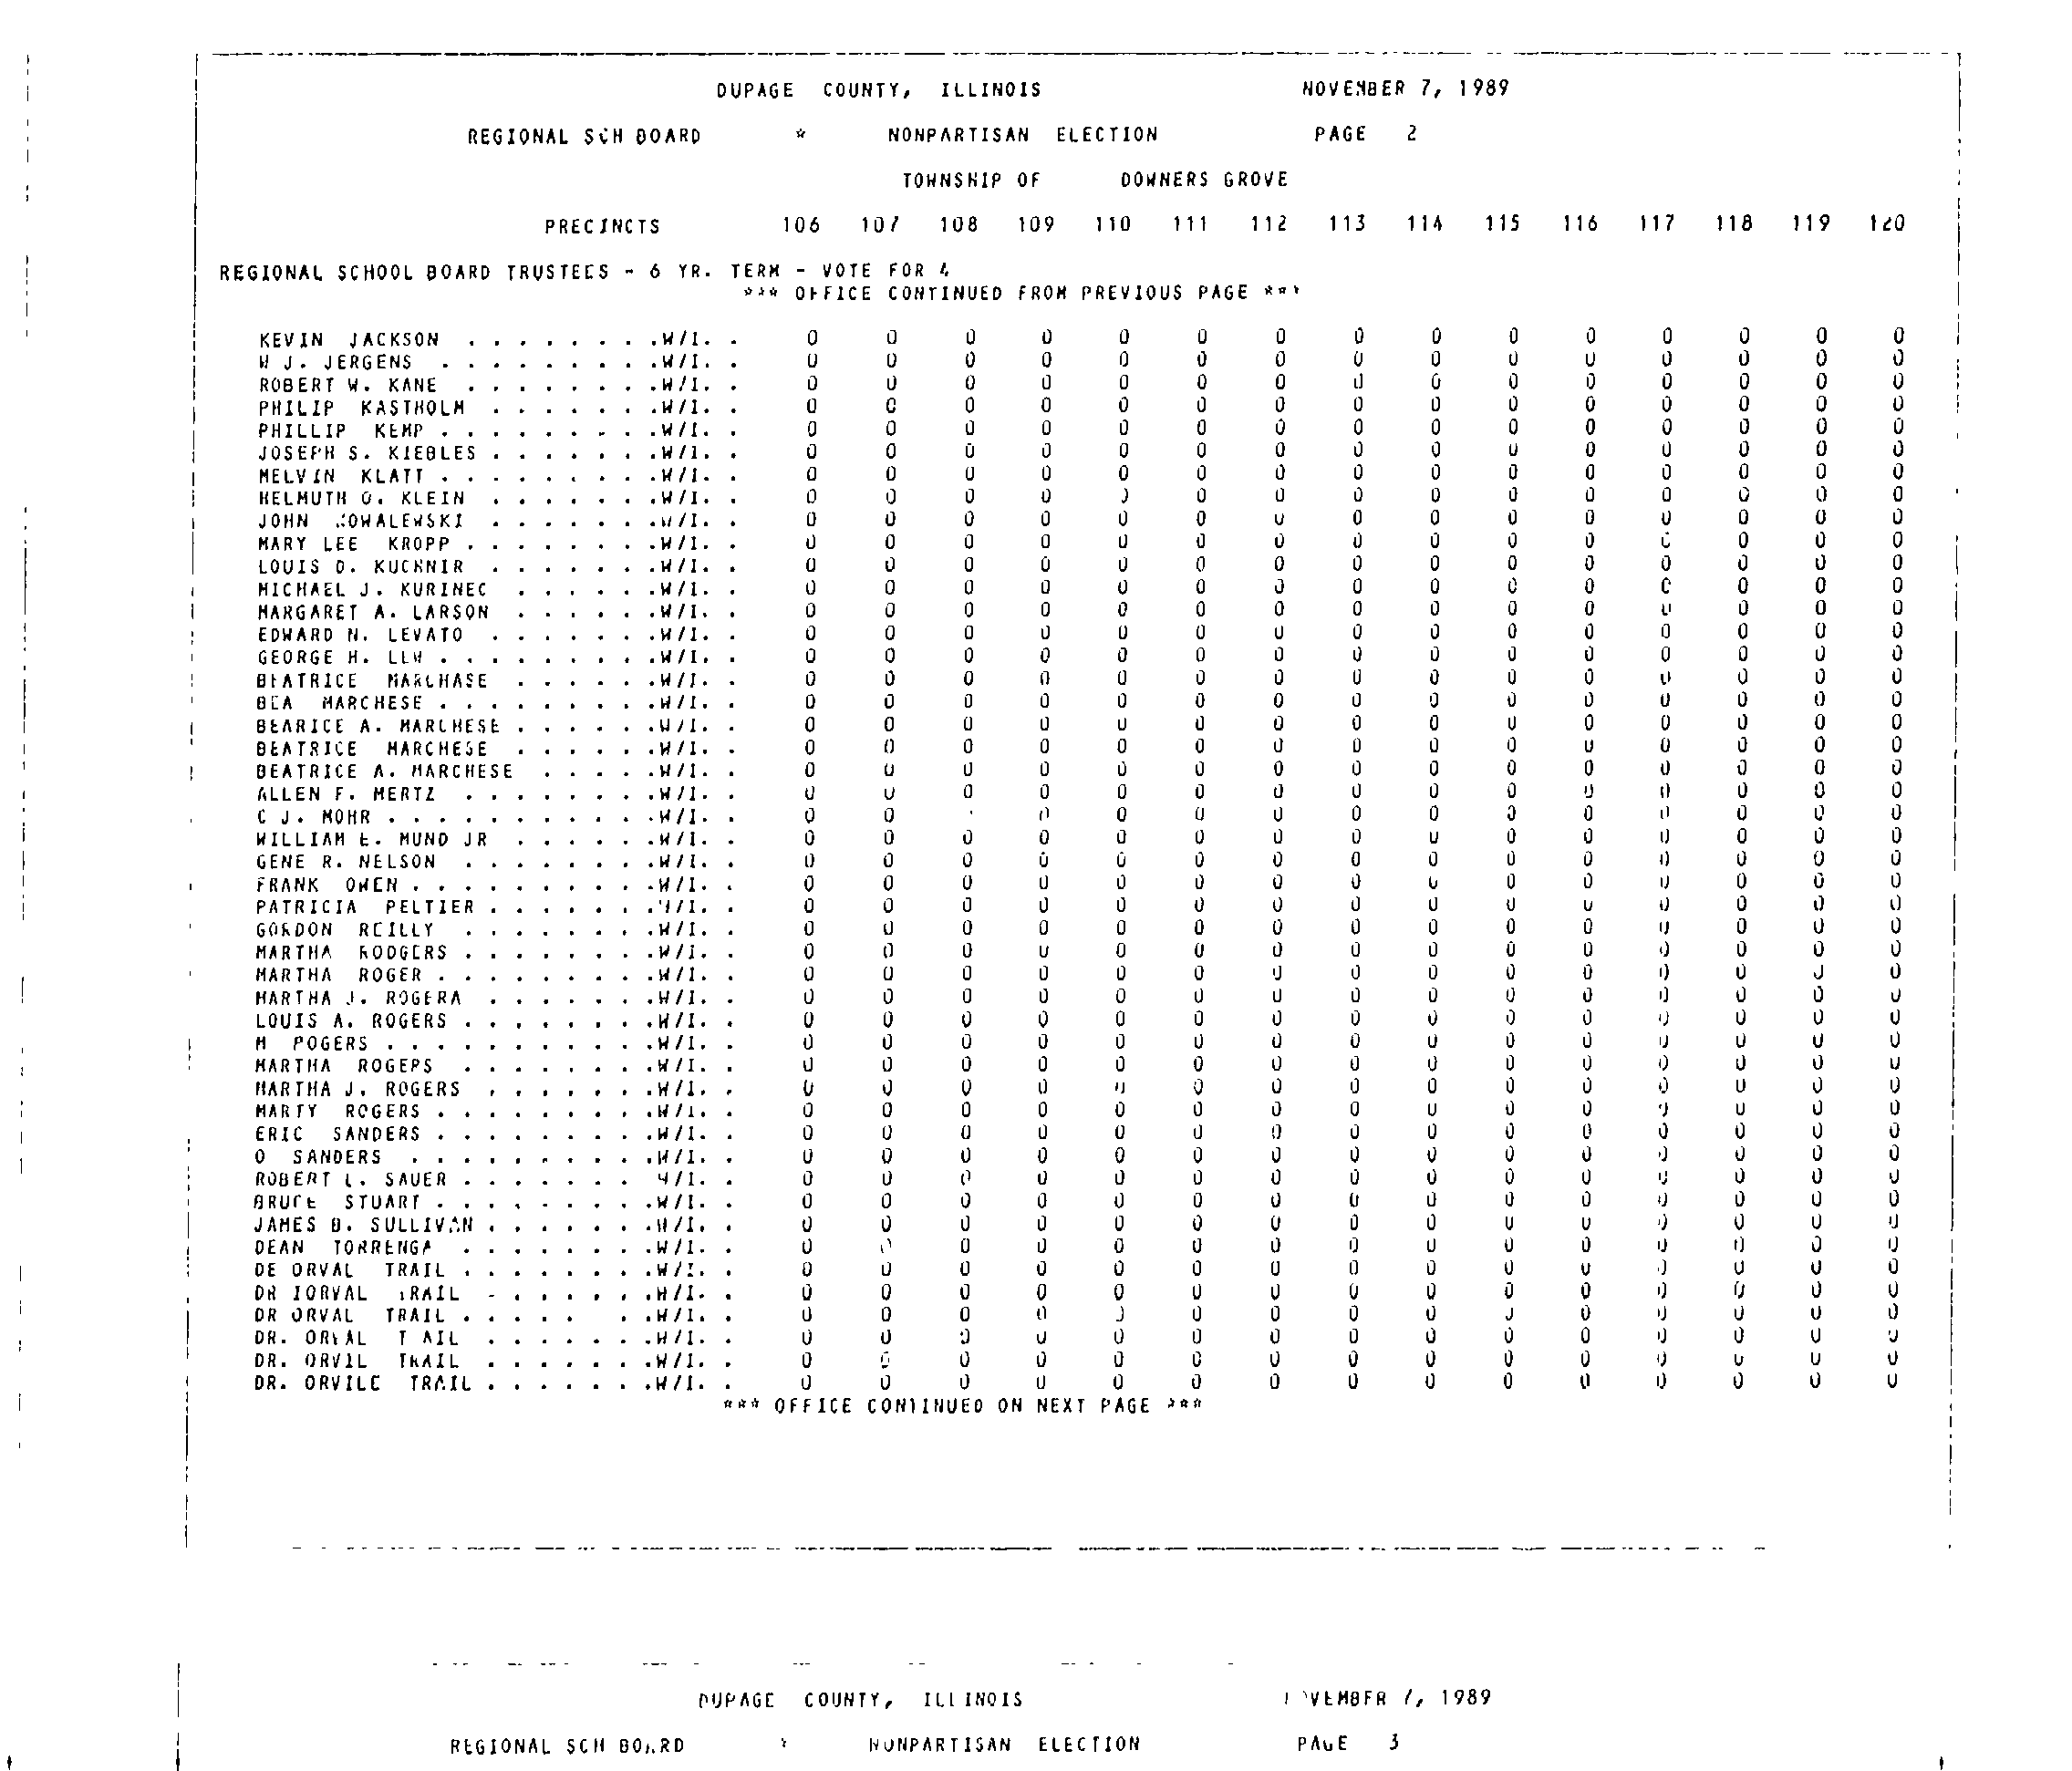 DUPAGE COUNTY, ILLINOIS NOVEMBER 7, 1989
REGIONAL SCH BOARD * NONPARTISAN ELECTION PAGE 2
TOWNSHIP OF DOWNERS GROVE
PRECINCTS 106 107 108 109 110 111 112 113 114 115 116 117 118 119 120
REGIONAL SCHOOL BOARD TRUSTEES - 6 YR. TERM - VOTE FOR 4
*** OFFICE CONTINUED FROM PREVIOUS PAGE ***
KEVIN JACKSON . . . . . . . .W/I. . 0 0 0 0 0 0 0 0 0 0 0 0 0 0 0
W J. JERGENS . . . . . . . . .W/I. . 0 0 0 0 0 0 0 0 0 0 0 0 0 0 0
ROBERT W. KANE . . . . . . . .W/I. . 0 0 0 0 0 0 0 0 0 0 0 0 0 0 0
PHILIP KASTHOLM . . . . . . .W/I. . 0 0 0 0 0 0 0 0 0 0 0 0 0 0 0
PHILLIP KEMP . . . . . . . . .W/I. . 0 0 0 0 0 0 0 0 0 0 0 0 0 0 0
JOSEPH S. KIEBLES . . . . . . .W/I. . 0 0 0 0 0 0 0 0 0 0 0 0 0 0 0
MELVIN KLATT . . . . . . . . .W/I. . 0 0 0 0 0 0 0 0 0 0 0 0 0 0 0
HELMUTH O. KLEIN . . . . . . .W/I. . 0 0 0 0 0 0 0 0 0 0 0 0 0 0 0
JOHN KOWALEWSKI . . . . . . .W/I. . 0 0 0 0 0 0 0 0 0 0 0 0 0 0 0
MARY LEE KROPP . . . . . . . .W/I. . 0 0 0 0 0 0 0 0 0 0 0 0 0 0 0
LOUIS D. KUCHNIR . . . . . . .W/I. . 0 0 0 0 0 0 0 0 0 0 0 0 0 0 0
MICHAEL J. KURINEC . . . . . .W/I. . 0 0 0 0 0 0 0 0 0 0 0 0 0 0 0
MARGARET A. LARSON . . . . . .W/I. . 0 0 0 0 0 0 0 0 0 0 0 0 0 0 0
EDWARD N. LEVATO . . . . . . .W/I. . 0 0 0 0 0 0 0 0 0 0 0 0 0 0 0
GEORGE H. LEW . . . . . . . . .W/I. . 0 0 0 0 0 0 0 0 0 0 0 0 0 0 0
BEATRICE MARCHASE . . . . . .W/I. . 0 0 0 0 0 0 0 0 0 0 0 0 0 0 0
BEA MARCHESE . . . . . . . . .W/I. . 0 0 0 0 0 0 0 0 0 0 0 0 0 0 0
BEARICE A. MARCHESE . . . . . .W/I. . 0 0 0 0 0 0 0 0 0 0 0 0 0 0 0
BEATRICE MARCHESE . . . . . .W/I. . 0 0 0 0 0 0 0 0 0 0 0 0 0 0 0
BEATRICE A. MARCHESE . . . . .W/I. . 0 0 0 0 0 0 0 0 0 0 0 0 0 0 0
ALLEN F. MERTZ . . . . . . . .W/I. . 0 0 0 0 0 0 0 0 0 0 0 0 0 0 0
C J. MOHR . . . . . . . . . . .W/I. . 0 0 0 0 0 0 0 0 0 0 0 0 0 0
WILLIAM E. MUND JR . . . . . .W/I. . 0 0 0 0 0 0 0 0 0 0 0 0 0 0 0
GENE R. NELSON . . . . . . . .W/I. . 0 0 0 0 0 0 0 0 0 0 0 0 0 0 0
FRANK OWEN . . . . . . . . . .W/I. . 0 0 0 0 0 0 0 0 0 0 0 0 0 0 0
PATRICIA PELTIER . . . . . . .W/I. . 0 0 0 0 0 0 0 0 0 0 0 0 0 0 0
GORDON REILLY . . . . . . . .W/I. . 0 0 0 0 0 0 0 0 0 0 0 0 0 0 0
MARTHA RODGERS . . . . . . . .W/I. . 0 0 0 0 0 0 0 0 0 0 0 0 0 0 0
MARTHA ROGER . . . . . . . . .W/I. . 0 0 0 0 0 0 0 0 0 0 0 0 0 0 0
MARTHA J. ROGERA . . . . . . .W/I. . 0 0 0 0 0 0 0 0 0 0 0 0 0 0 0
LOUIS A. ROGERS . . . . . . . .W/I. . 0 0 0 0 0 0 0 0 0 0 0 0 0 0 0
M ROGERS . . . . . . . . . . .W/I. . 0 0 0 0 0 0 0 0 0 0 0 0 0 0 0
MARTHA ROGERS . . . . . . . .W/I. . 0 0 0 0 0 0 0 0 0 0 0 0 0 0 0
MARTHA J. ROGERS . . . . . . .W/I. . 0 0 0 0 0 0 0 0 0 0 0 0 0 0 0
MARTY ROGERS . . . . . . . . .W/I. . 0 0 0 0 0 0 0 0 0 0 0 0 0 0 0
ERIC SANDERS . . . . . . . . .W/I. . 0 0 0 0 0 0 0 0 0 0 0 0 0 0 0
O SANDERS . . . . . . . . . .W/I. . 0 0 0 0 0 0 0 0 0 0 0 0 0 0 0
ROBERT L. SAUER . . . . . . . W/I. . 0 0 0 0 0 0 0 0 0 0 0 0 0 0 0
BRUCE STUART . . . . . . . . .W/I. . 0 0 0 0 0 0 0 0 0 0 0 0 0 0 0
JAMES B. SULLIVAN . . . . . . .W/I. . 0 0 0 0 0 0 0 0 0 0 0 0 0 0 0
DEAN TORRENGA . . . . . . . .W/I. . 0 0 0 0 0 0 0 0 0 0 0 0 0 0 0
DE ORVAL TRAIL . . . . . . . .W/I. . 0 0 0 0 0 0 0 0 0 0 0 0 0 0 0
DR IORVAL TRAIL . . . . . . .W/I. . 0 0 0 0 0 0 0 0 0 0 0 0 0 0 0
DR ORVAL TRAIL . . . . . . . .W/I. . 0 0 0 0 0 0 0 0 0 0 0 0 0 0 0
DR. T AIL . . . . . . .W/I. . 0 0 0 0 0 0 0 0 0 0 0 0 0 0 0
DR. ORVIL TRAIL . . . . . . .W/I. . 0 0 0 0 0 0 0 0 0 0 0 0 0 0 0
DR. ORVILE TRAIL . . . . . . .W/I. . 0 0 0 0 0 0 0 0 0 0 0 0 0 0 0
*** OFFICE CONTINUED ON NEXT PAGE ***
DUPAGE COUNTY, ILLINOIS NOVEMBER 7, 1989
REGIONAL SCH BOARD * NONPARTISAN ELECTION PAGE 3